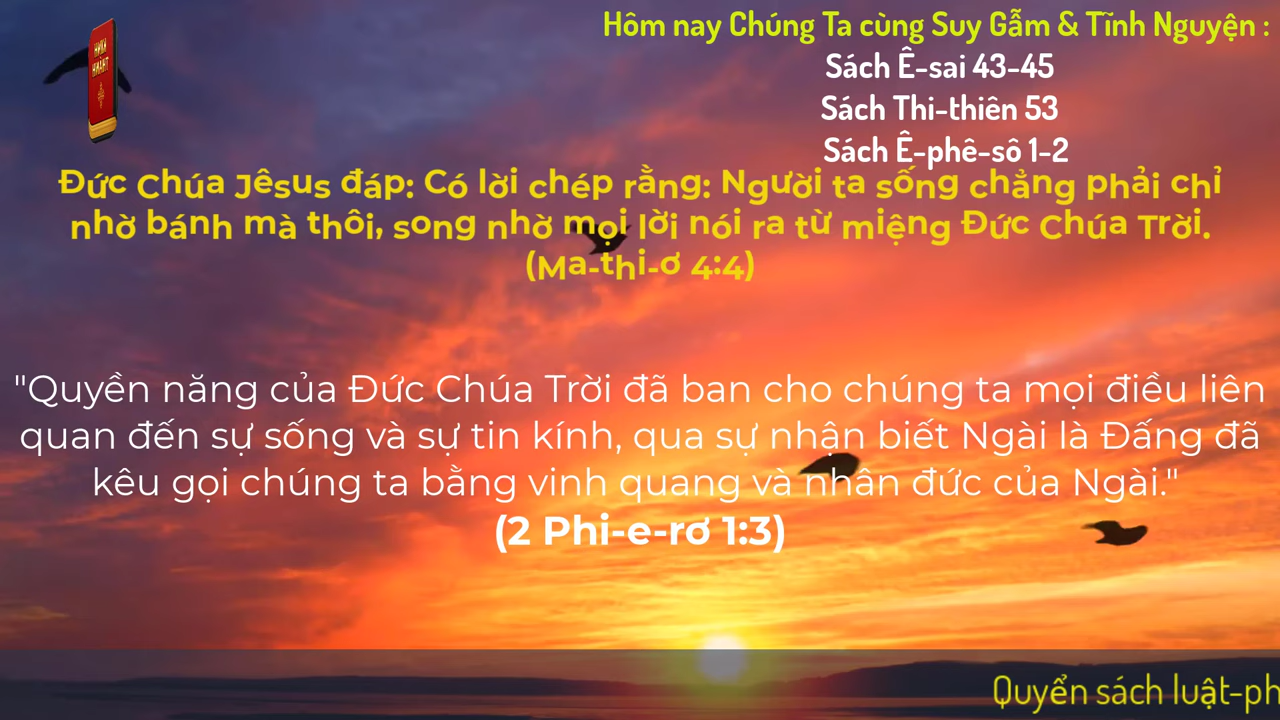 Hôm nay Chúng Ta cùng Suy Gẫm & Tĩnh Nguyện :
Sách Ê-sai 43-45
Sách Thi-thiên 53
Sách Ê-phê-sô 1-2
Đức Chúa Jêsus đáp: Có lời chép rằng: Người ta sống chẳng phải chỉ
nhờ bánh mà thôi, song nhờ mọi lời nói ra từ miệng Đức Chúa Trời.
(Ma-thi-ơ 4:4)
"Quyền năng của Đức Chúa Trời đã ban cho chúng ta mọi điều liên
quan đến sự sống và sự tin kính, qua sự nhận biết Ngài là Đấng đã
kêu gọi chúng ta bằng vinh quang và nhân đức của Ngài."
(2 Phi-e-rơ 1:3)
Quyển sách luật-ph